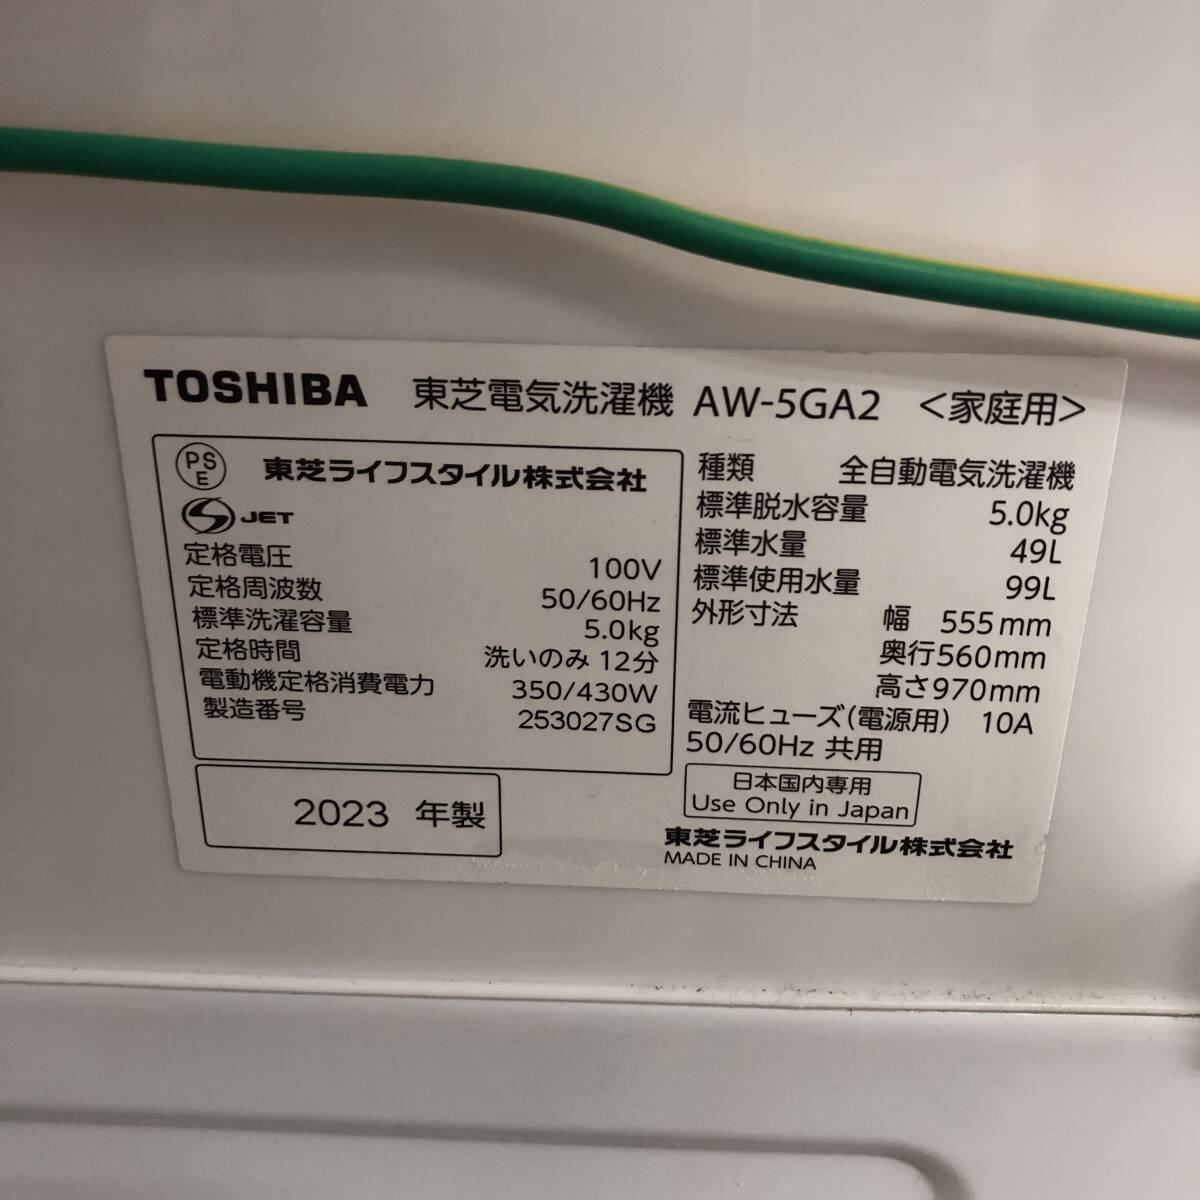 TOSHIBA 東芝電気洗濯機 AW-5GA2 <家庭用>
PS
E
東芝ライフスタイル株式会社
JET
定格電圧 100V
定格周波数 50/60Hz
標準洗濯容量 5.0kg
定格時間 洗いのみ 12分
電動機定格消費電力 350/430W
製造番号 253027SG
2023 年製
種類 全自動電気洗濯機
標準脱水容量 5.0kg
標準水量 49L
標準使用水量 99L
外形寸法 幅 555mm
奥行560mm
高さ970mm
電流ヒューズ(電源用) 10A
50/60Hz 共用
日本国内専用
Use Only in Japan
東芝ライフスタイル株式会社
MADE IN CHINA